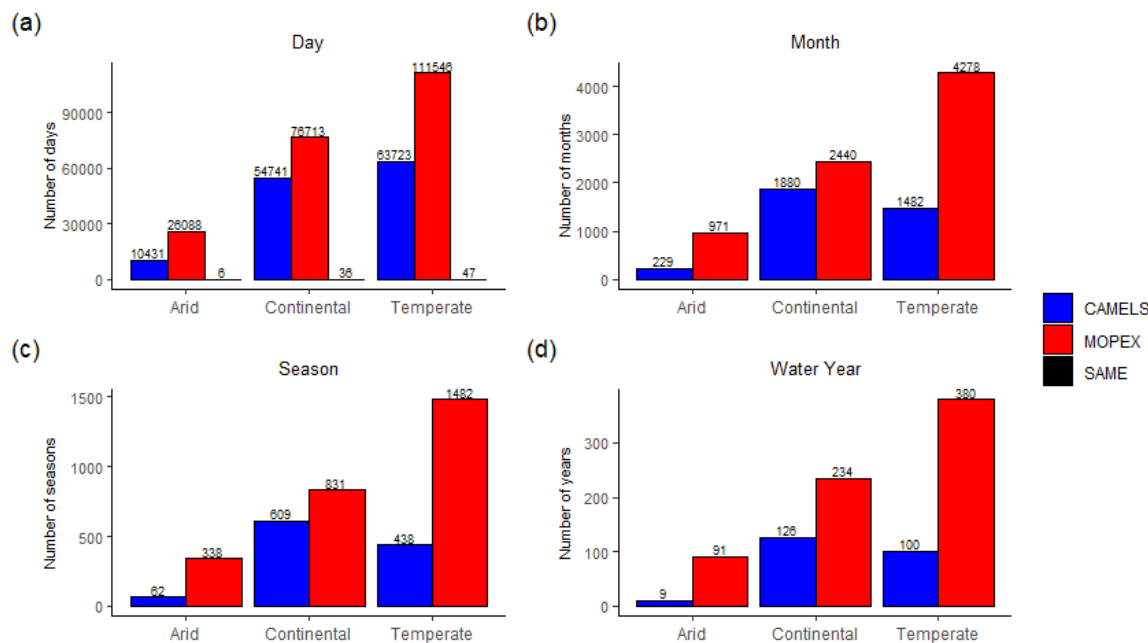 (a)
Day
Number of days
90000
60000
30000
0
10431
26088
6
54741
76713
36
63723
111546
47
Arid Continental Temperate
(b)
Month
Number of months
4000
3000
2000
1000
0
229
971
1880
2440
1482
4278
Arid Continental Temperate
(c)
Season
Number of seasons
1500
1000
500
0
62
338
609
831
438
1482
Arid Continental Temperate
(d)
Water Year
Number of years
300
200
100
0
9
91
126
234
100
380
Arid Continental Temperate
CAMELS
MOPEX
SAME